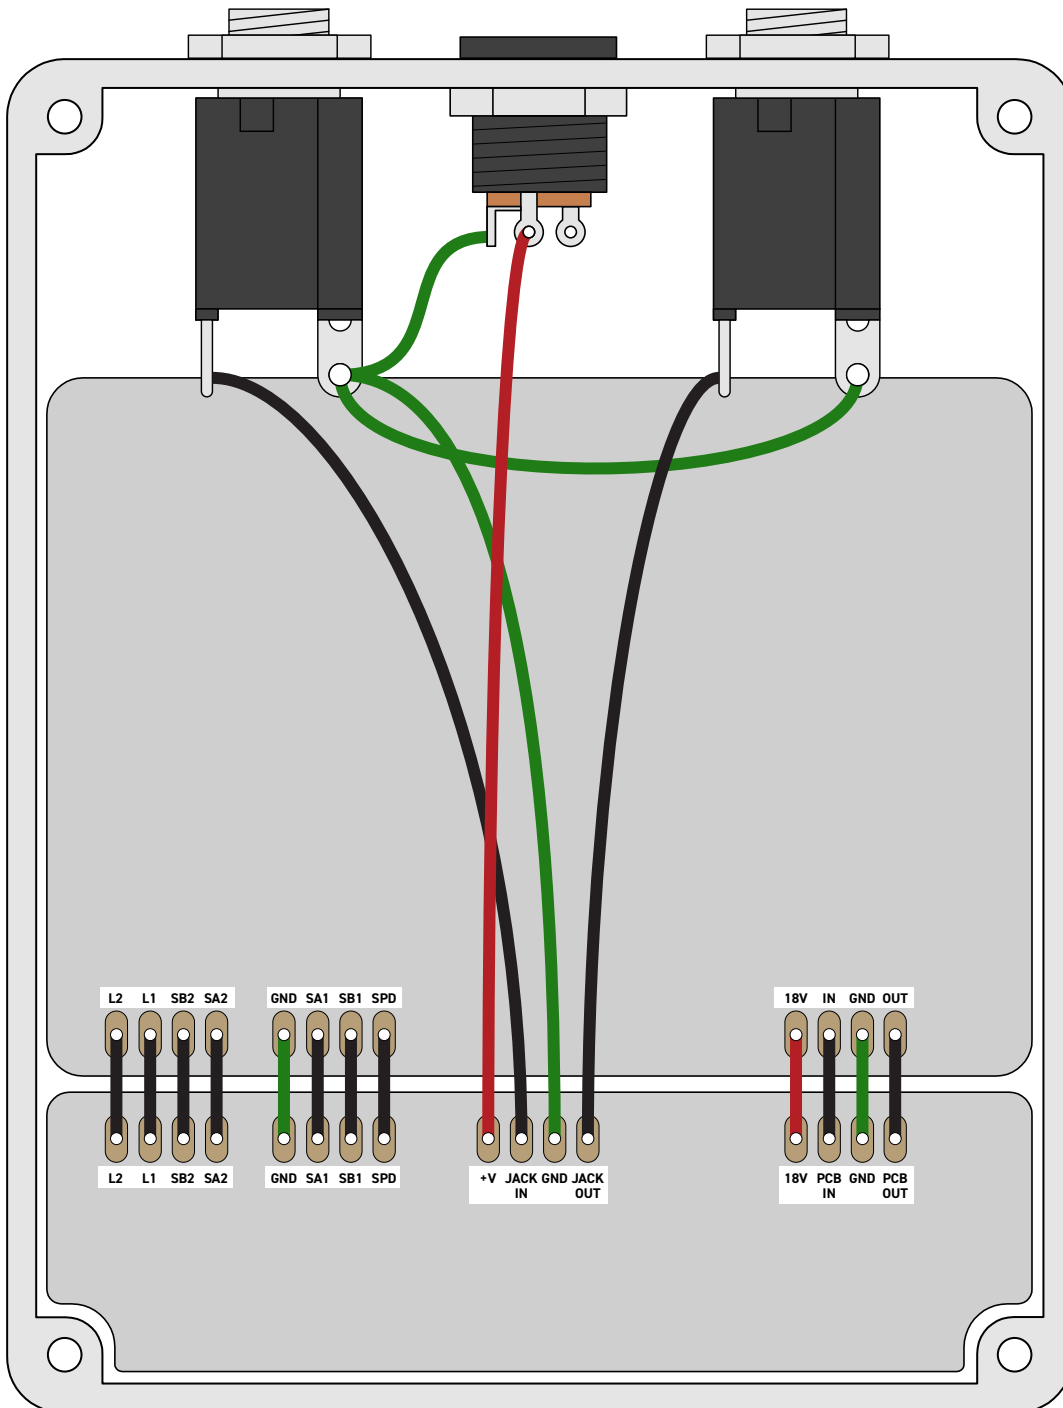 L2 L1 SB2 SA2
GND SA1 SB1 SPD
18V IN GND OUT
L2 L1 SB2 SA2
GND SA1 SB1 SPD
+V JACK GND JACK
IN OUT
18V PCB GND PCB
IN OUT